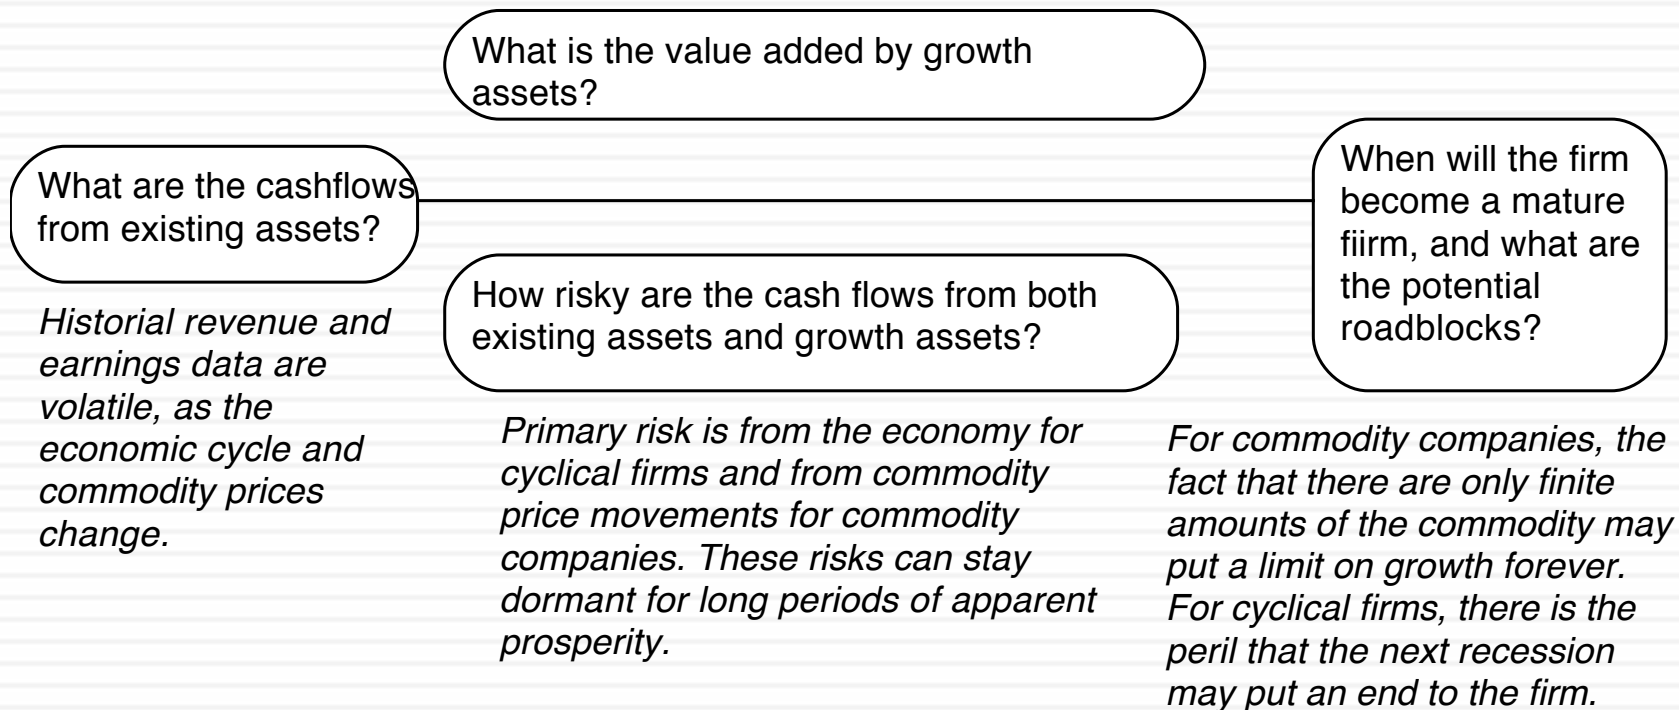 What is the value added by growth
assets?
What are the cashflows
from existing assets?
Historial revenue and
earnings data are
volatile, as the
economic cycle and
commodity prices
change.
How risky are the cash flows from both
existing assets and growth assets?
Primary risk is from the economy for
cyclical firms and from commodity
price movements for commodity
companies. These risks can stay
dormant for long periods of apparent
prosperity.
When will the firm
become a mature
fiirm, and what are
the potential
roadblocks?
For commodity companies, the
fact that there are only finite
amounts of the commodity may
put a limit on growth forever.
For cyclical firms, there is the
peril that the next recession
may put an end to the firm.